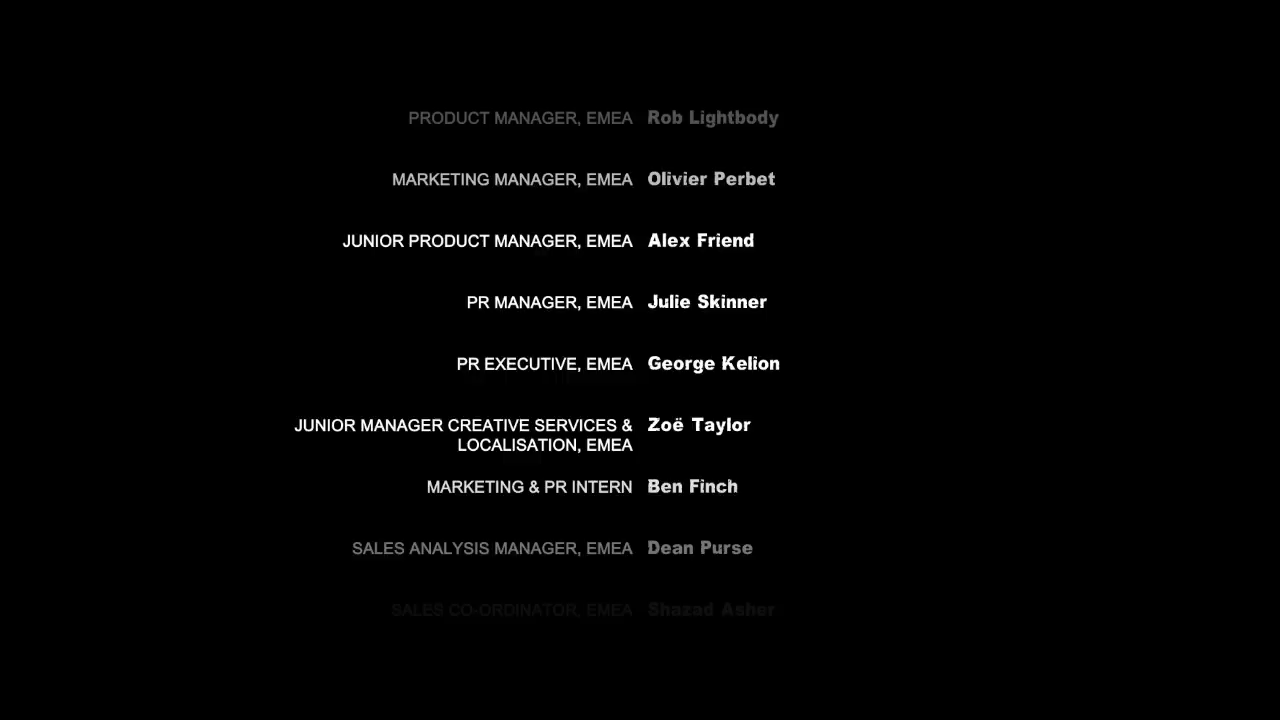 PRODUCT MANAGER, EMEA Rob Lightbody
MARKETING MANAGER, EMEA Olivier Perbet
JUNIOR PRODUCT MANAGER, EMEA Alex Friend
PR MANAGER, EMEA Julie Skinner
PR EXECUTIVE, EMEA George Kelion
JUNIOR MANAGER CREATIVE SERVICES & Zoë Taylor
LOCALISATION, EMEA
MARKETING & PR INTERN Ben Finch
SALES ANALYSIS MANAGER, EMEA Dean Purse
SALES CO-ORDINATOR, EMEA Shazad Asher